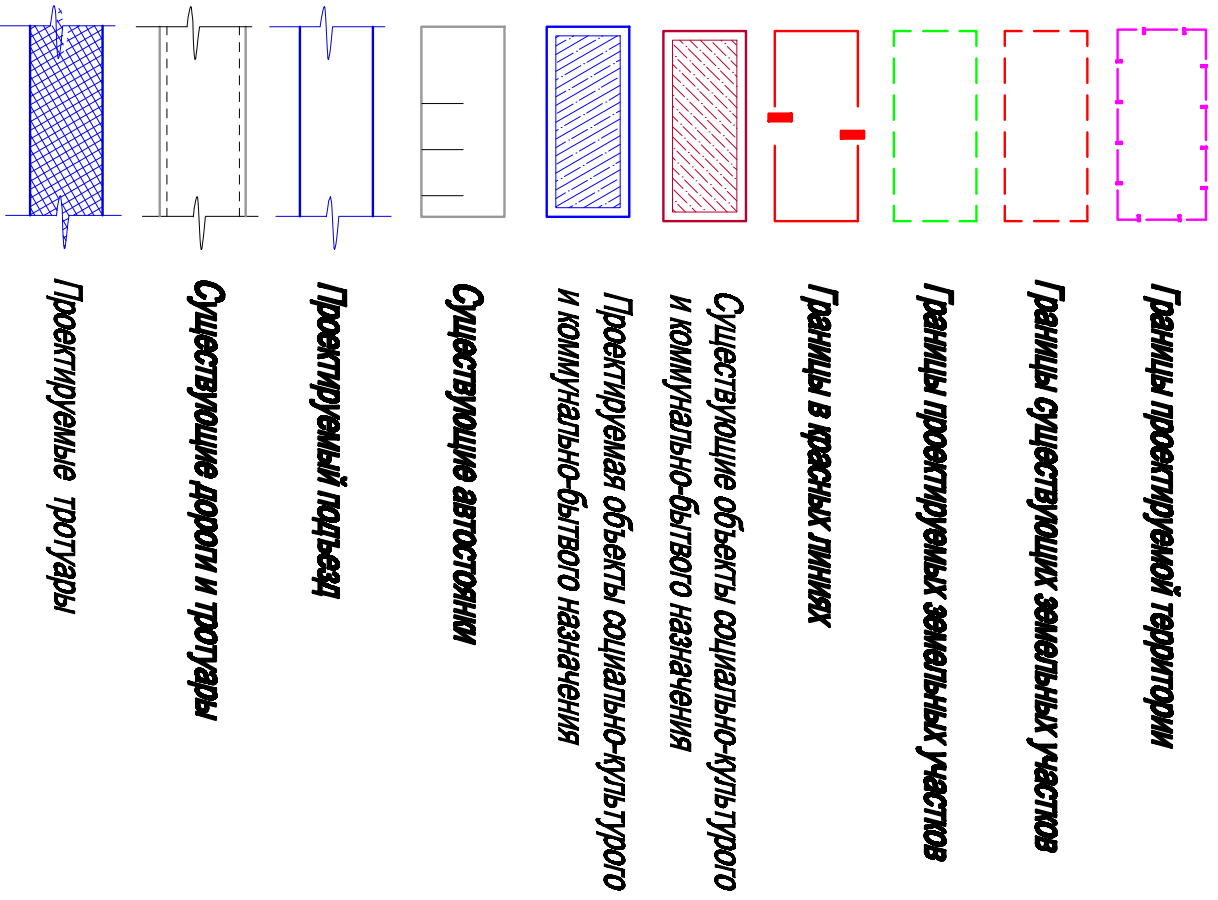 Границы проектируемой территории
Границы существующих земельных участков
Границы проектируемых земельных участков
Границы в красных линиях
Существующие объекты социально-культурого
и коммунально-бытвого назначения
Проектируемая объекты социально-культурого
и коммунально-бытвого назначения
Существующие автостоянки
Проектируемый подъезд
Существующие дороги и тротуары
Проектируемые тротуары